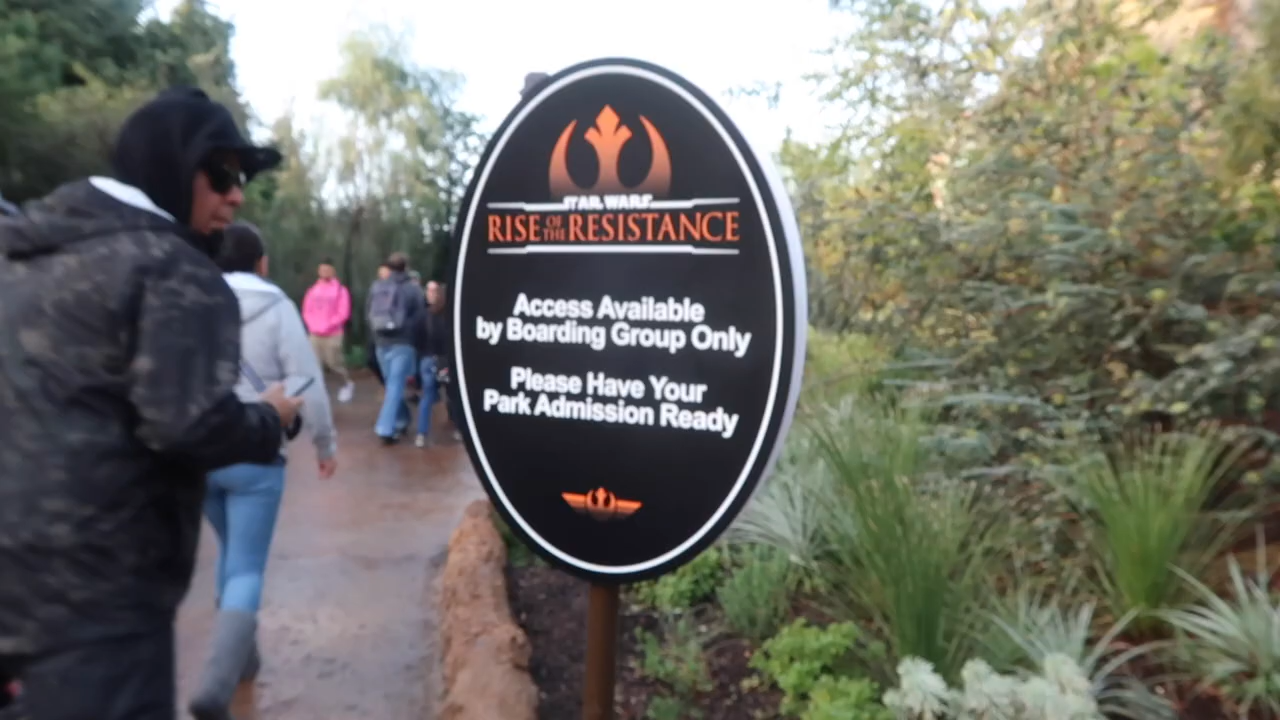 STAR WARS
RISE OF THE RESISTANCE
Access Available
by Boarding Group Only
Please Have Your
Park Admission Ready